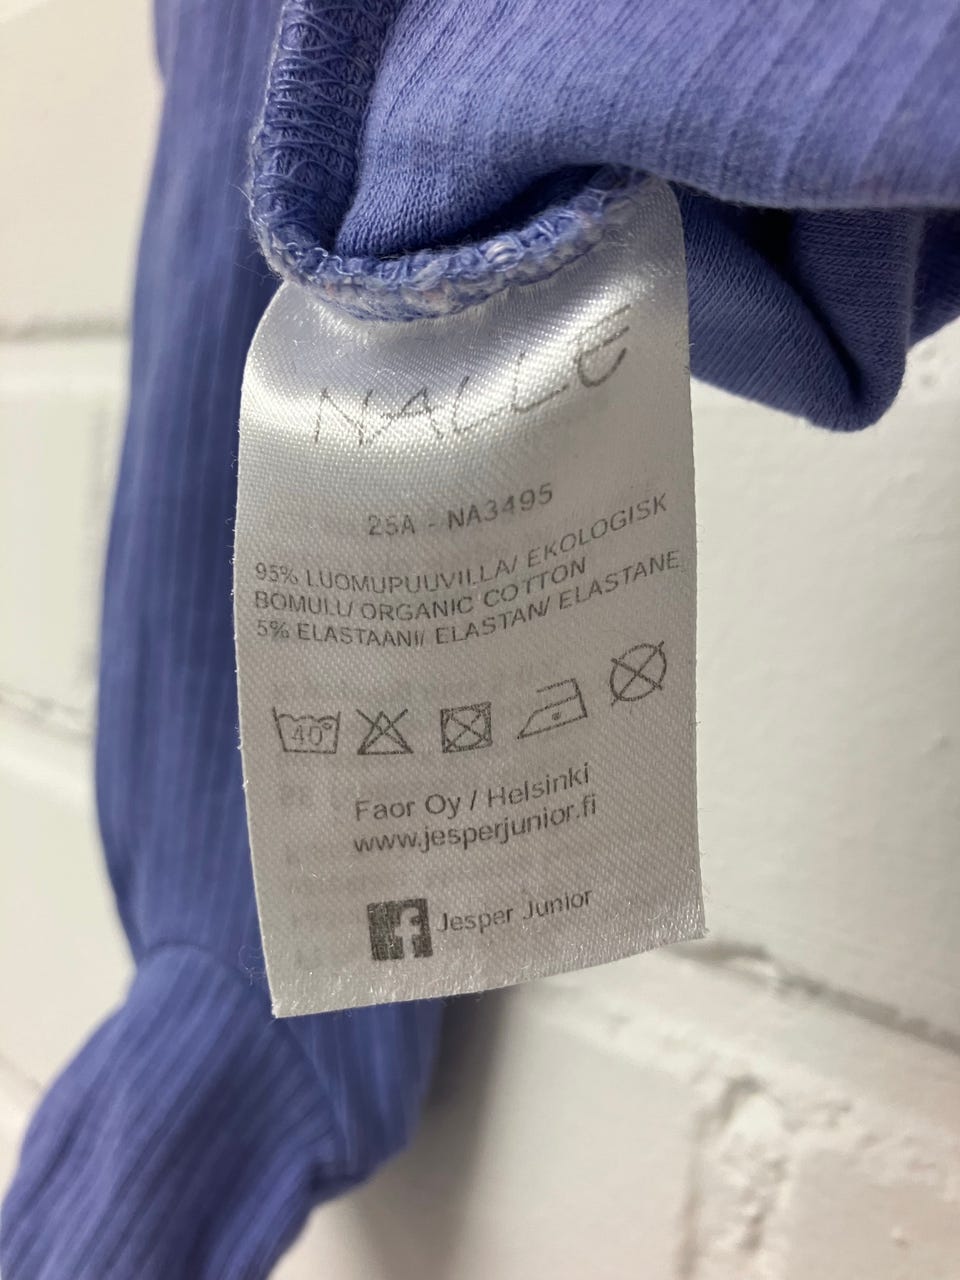 NALLE
25A - NA3495
95% LUOMUPUUVILLA/ EKOLOGISK
BOMULL/ ORGANIC COTTON
5% ELASTAANI/ ELASTAN/ ELASTANE
40°
Faor Oy / Helsinki
www.jesperjunior.fi
f Jesper Junior